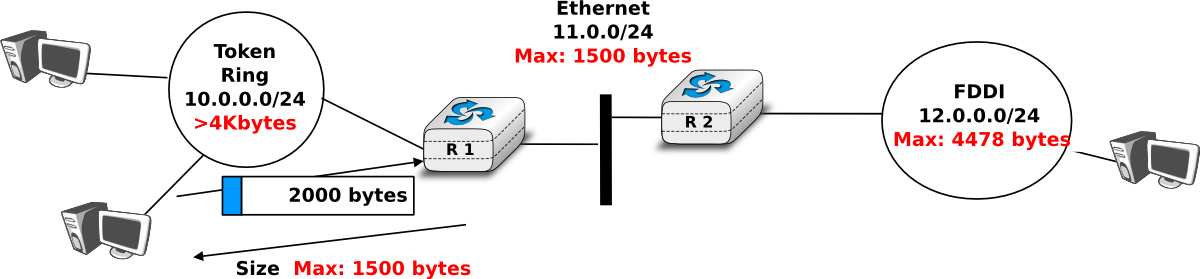 Ethernet
11.0.0/24
Max: 1500 bytes
Token
Ring
10.0.0.0/24
>4Kbytes
R 1
R 2
FDDI
12.0.0.0/24
Max: 4478 bytes
2000 bytes
Size Max: 1500 bytes